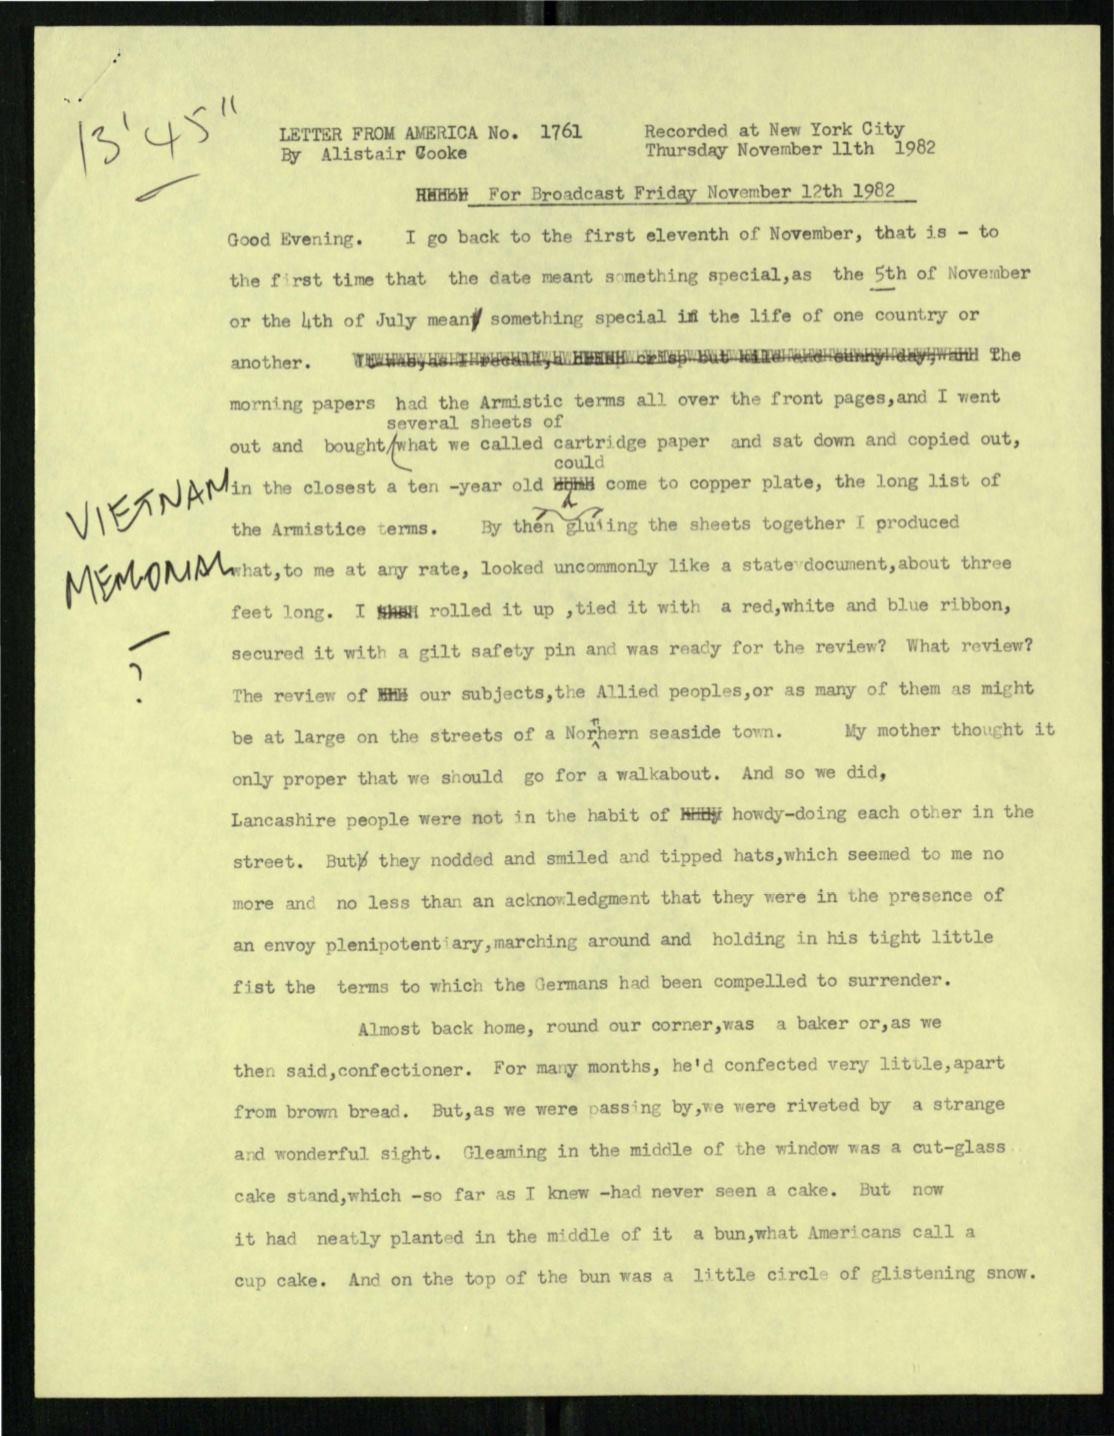 13'45"
LETTER FROM AMERICA No. 1761 Recorded at New York City
By Alistair Cooke Thursday November 11th 1982
For Broadcast Friday November 12th 1982
Good Evening. I go back to the first eleventh of November, that is - to
the first time that the date meant something special,as the 5th of November
or the 4th of July mean something special in the life of one country or
another. It was,as I recall,a crisp but mild and sunny day, and The
morning papers had the Armistic terms all over the front pages,and I went
several sheets of
out and bought what we called cartridge paper and sat down and copied out,
could
in the closest a ten -year old come to copper plate, the long list of
VIETNAM
the Armistice terms. By then gluing the sheets together I produced
MEMORIAL
what,to me at any rate, looked uncommonly like a state document,about three
feet long. I rolled it up ,tied it with a red,white and blue ribbon,
?
secured it with a gilt safety pin and was ready for the review? What review?
The review of our subjects,the Allied peoples,or as many of them as might
be at large on the streets of a Northern seaside town. My mother thought it
only proper that we should go for a walkabout. And so we did,
Lancashire people were not in the habit of howdy-doing each other in the
street. But they nodded and smiled and tipped hats,which seemed to me no
more and no less than an acknowledgment that they were in the presence of
an envoy plenipotentiary,marching around and holding in his tight little
fist the terms to which the Germans had been compelled to surrender.
Almost back home, round our corner,was a baker or,as we
then said,confectioner. For many months, he'd confected very little,apart
from brown bread. But,as we were passing by,we were riveted by a strange
and wonderful sight. Gleaming in the middle of the window was a cut-glass
cake stand,which -so far as I knew -had never seen a cake. But now
it had neatly planted in the middle of it a bun,what Americans call a
cup cake. And on the top of the bun was a little circle of glistening snow.